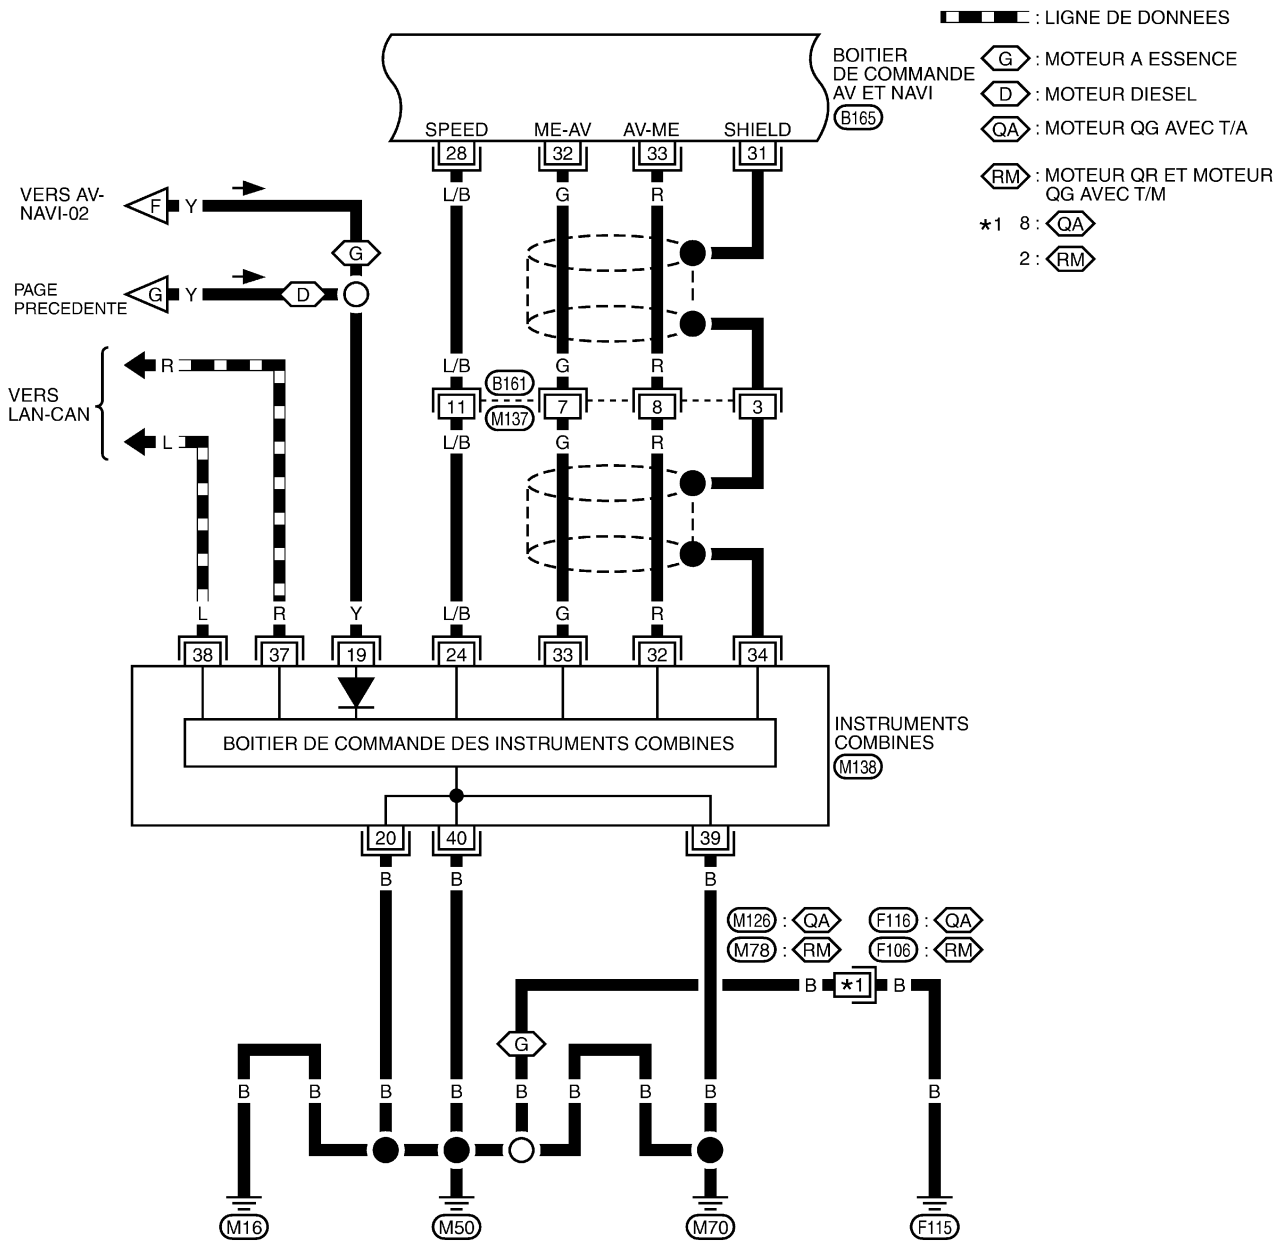 : LIGNE DE DONNEES
G : MOTEUR A ESSENCE
D : MOTEUR DIESEL
QA : MOTEUR QG AVEC T/A
RM : MOTEUR QR ET MOTEUR
QG AVEC T/M
*1 8 : QA
2 : RM
BOITIER
DE COMMANDE
AV ET NAVI
B165
SPEED ME-AV AV-ME SHIELD
28 32 33 31
L/B G R
VERS AV-
NAVI-02
F Y
G
PAGE
PRECEDENTE
G Y D
VERS
LAN-CAN
R
L
L/B G R
B161
M137
11 7 8 3
L/B G R
L R Y L/B G R
38 37 19 24 33 32 34
BOITIER DE COMMANDE DES INSTRUMENTS COMBINES
INSTRUMENTS
COMBINES
M138
20 40 39
B B B
M126 : QA F116 : QA
M78 : RM F106 : RM
B *1 B
G
B B B B B B B B B
M16 M50 M70 F115